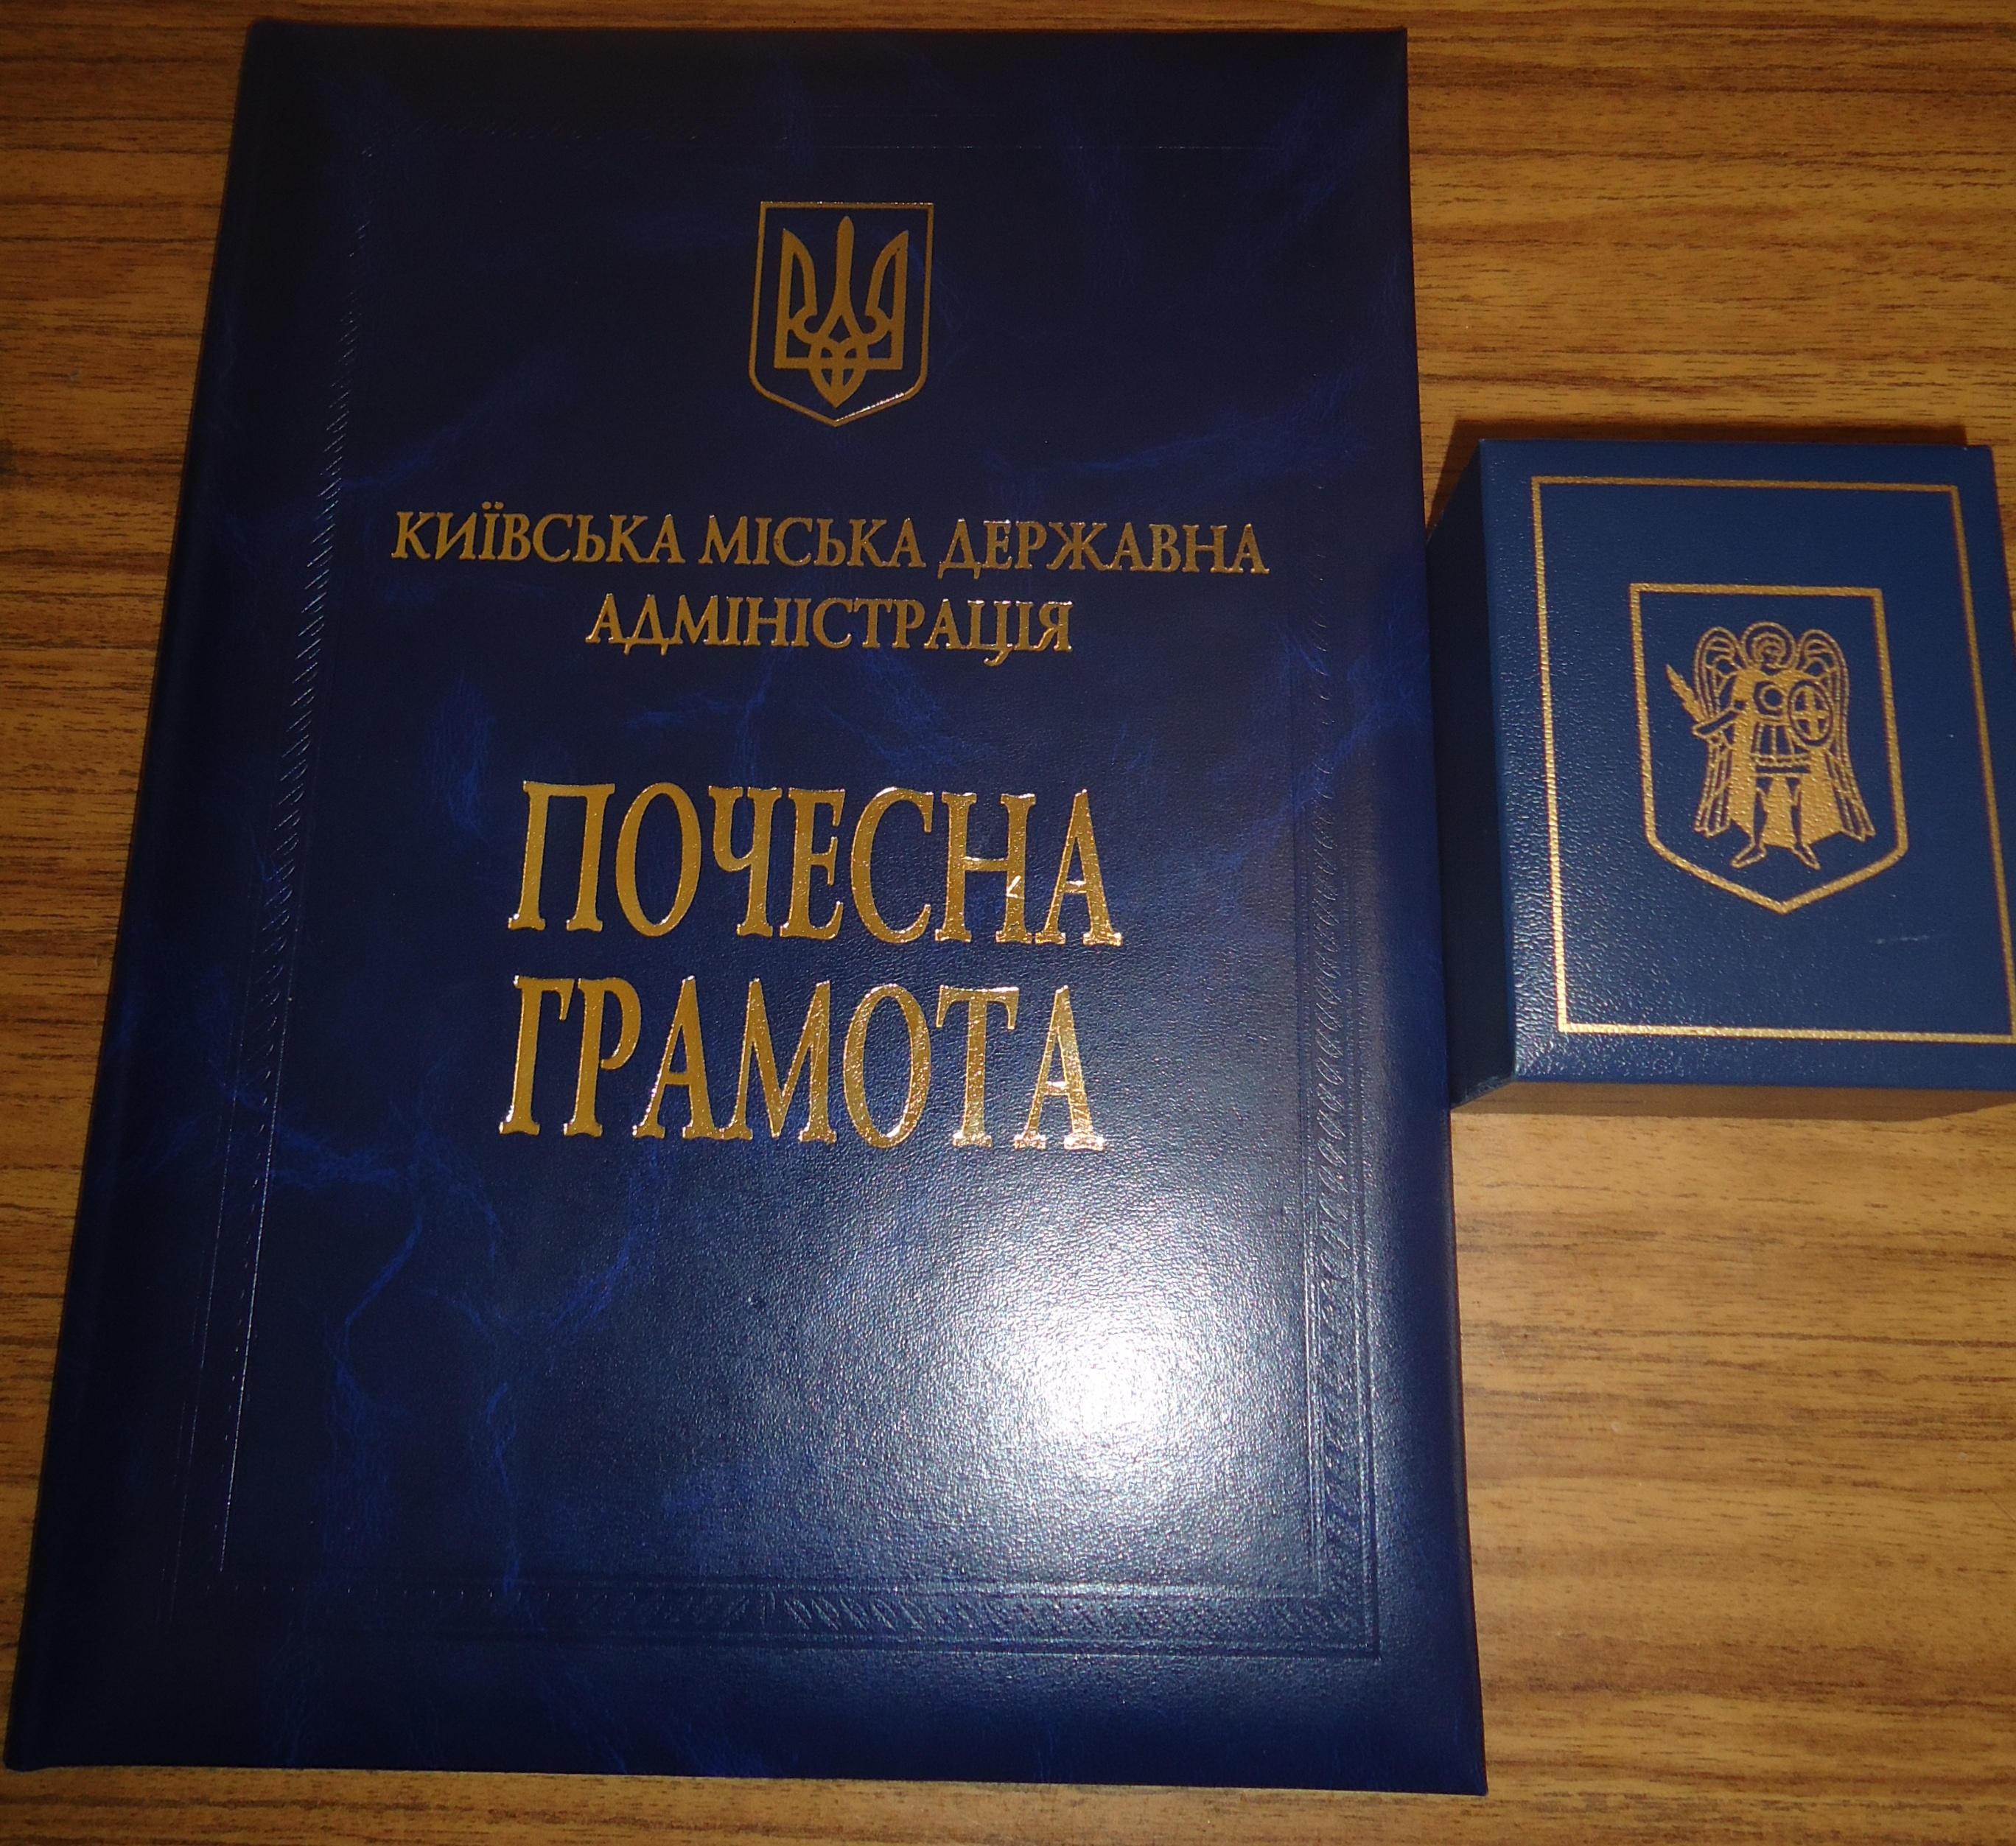 КИЇВСЬКА МІСЬКА ДЕРЖАВНА
АДМІНІСТРАЦІЯ
ПОЧЕСНА
ГРАМОТА